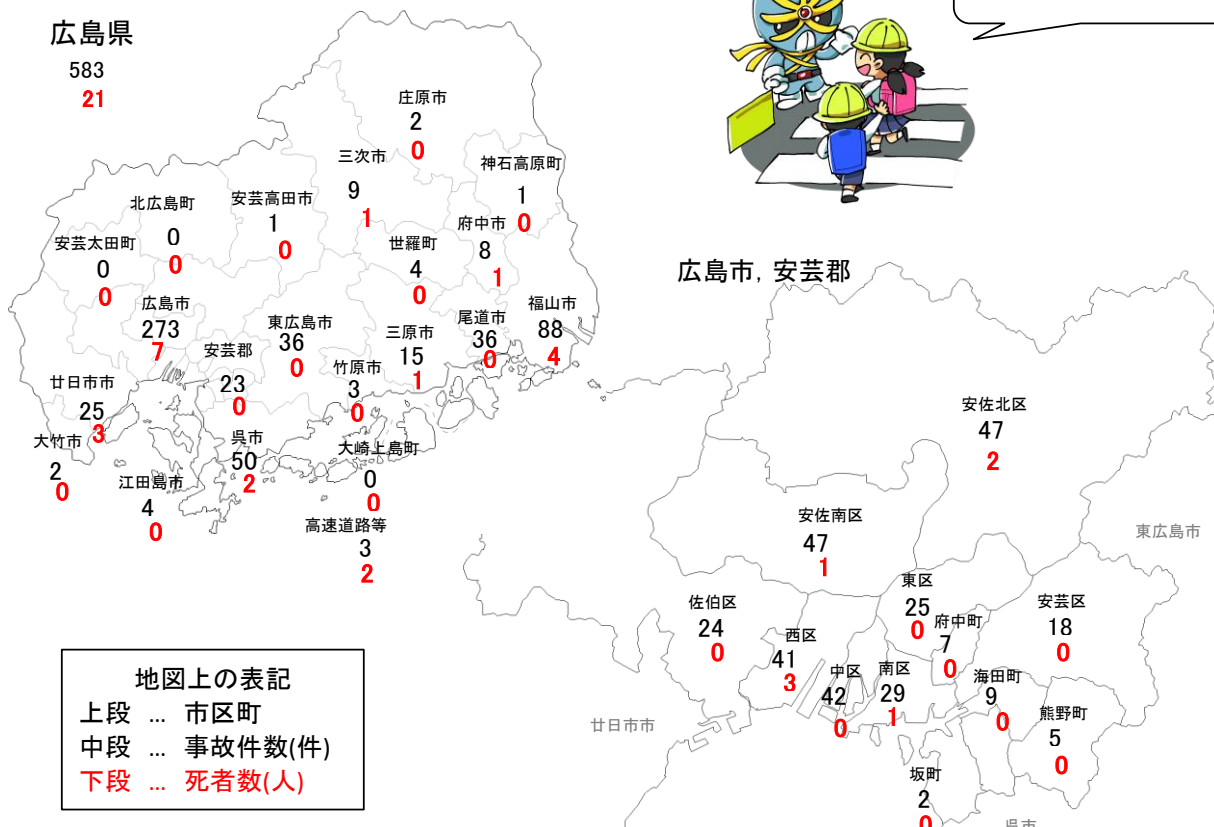 広島県
583
21
庄原市
2
0
三次市
9
1
神石高原町
1
0
北広島町
0
0
安芸高田市
1
0
府中市
8
1
安芸太田町
0
0
世羅町
4
0
広島市
273
7
安芸郡
23
0
東広島市
36
0
三原市
15
1
尾道市
36
0
福山市
88
4
竹原市
3
0
廿日市市
25
3
大竹市
2
0
江田島市
4
0
呉市
50
2
大崎上島町
0
0
高速道路等
3
2
地図上の表記
上段 … 市区町
中段 … 事故件数(件)
下段 … 死者数(人)
広島市，安芸郡
安佐北区
47
2
安佐南区
47
1
東広島市
東区
25
0
安芸区
18
0
佐伯区
24
0
府中町
7
0
西区
41
3
中区
42
0
南区
29
1
海田町
9
0
熊野町
5
0
廿日市市
坂町
2
0
呉市